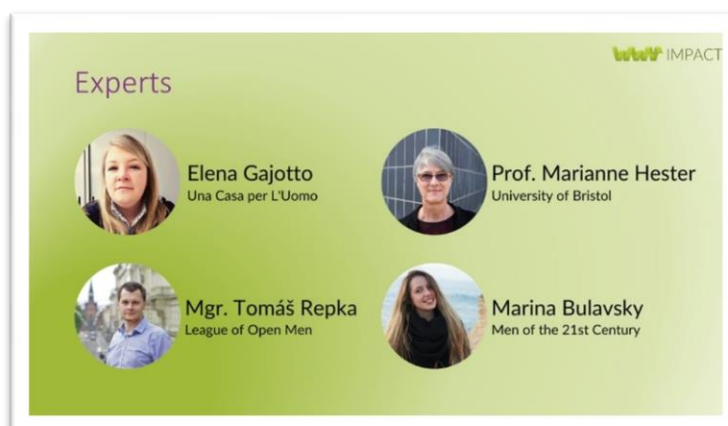 WWP IMPACT
Experts
Elena Gajotto
Una Casa per L'Uomo
Prof. Marianne Hester
University of Bristol
Mgr. Tomáš Repka
League of Open Men
Marina Bulavsky
Men of the 21st Century